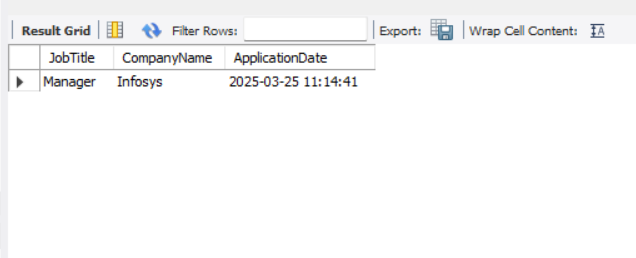 Result Grid Filter Rows: Export: Wrap Cell Content: IA
JobTitle CompanyName ApplicationDate
Manager Infosys 2025-03-25 11:14:41